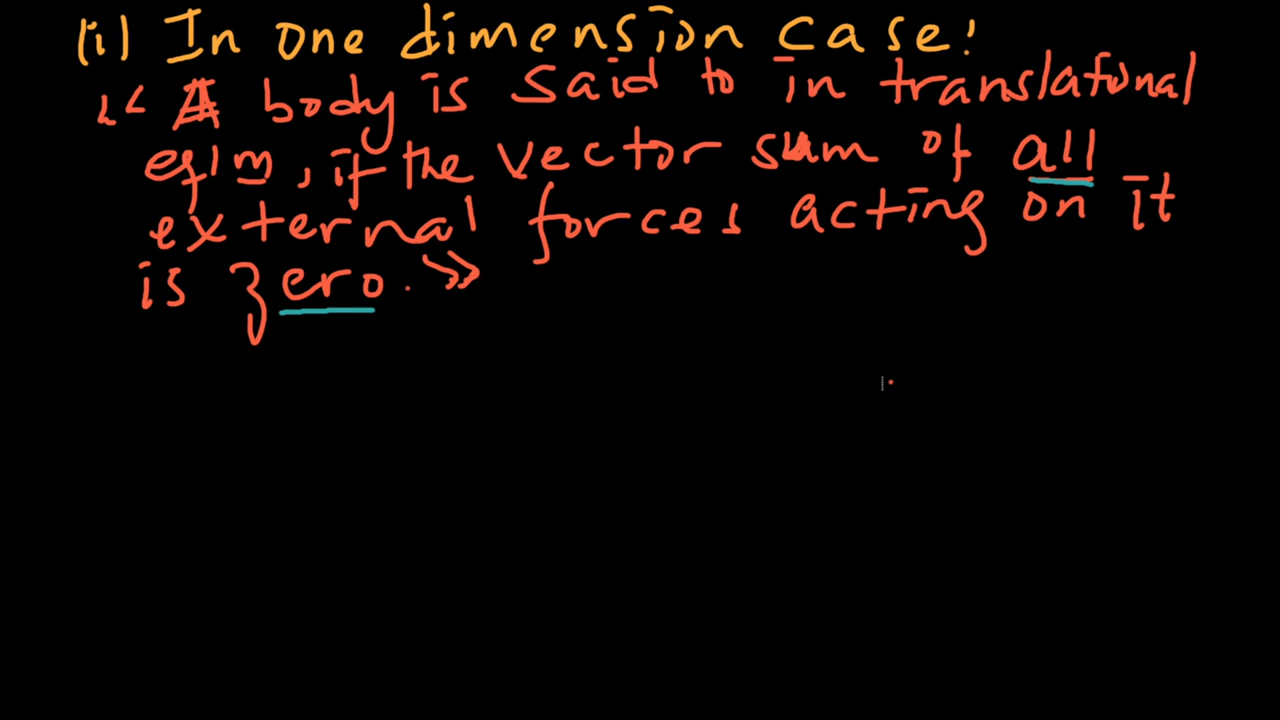 (i) In one dimension case!
“ A body is said to in translational
eqlm, if the vector sum of all
external forces acting on it
is zero. ”